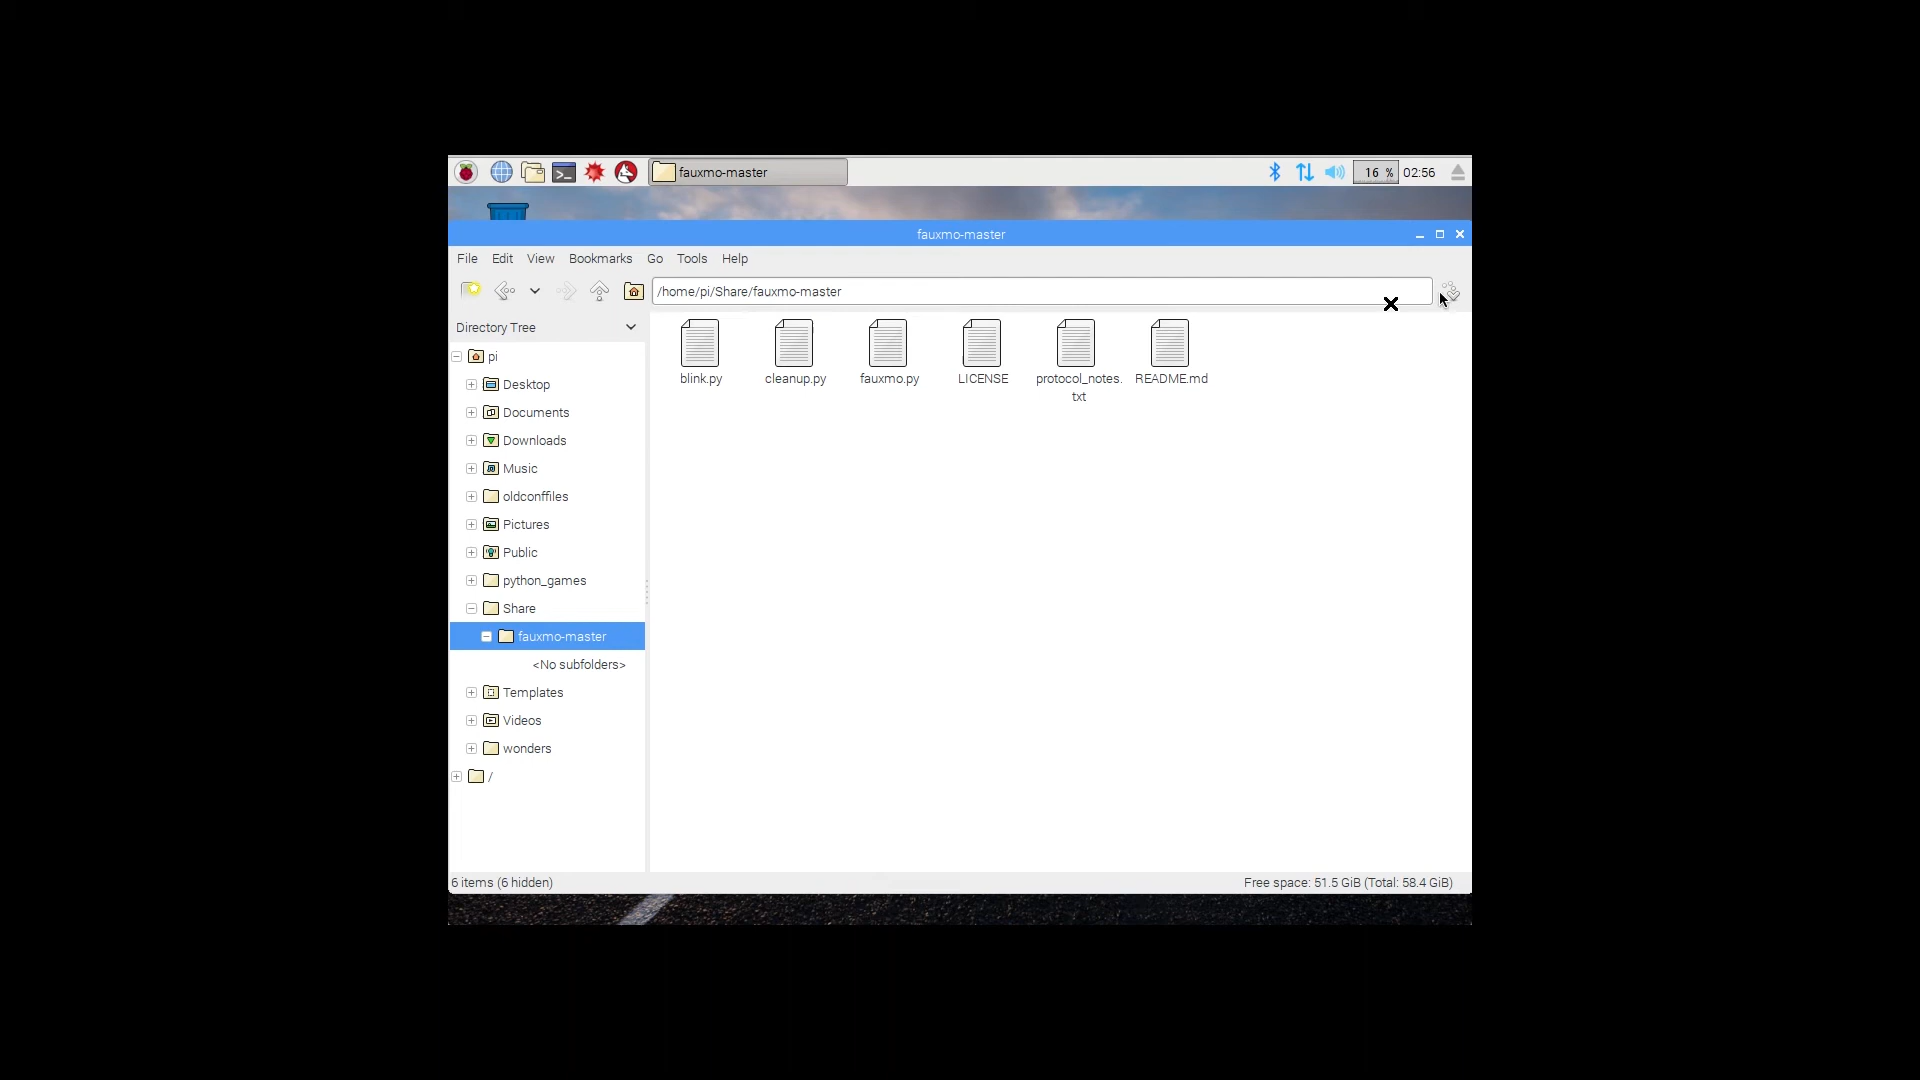 fauxmo-master
16 %
02:56
fauxmo-master
File Edit View Bookmarks Go Tools Help
/home/pi/Share/fauxmo-master
Directory Tree
pi
Desktop
Documents
Downloads
Music
oldconffiles
Pictures
Public
python_games
Share
fauxmo-master
<No subfolders>
Templates
Videos
wonders
/
blink.py
cleanup.py
fauxmo.py
LICENSE
protocol_notes.
txt
README.md
6 items (6 hidden)
Free space: 51.5 GiB (Total: 58.4 GiB)